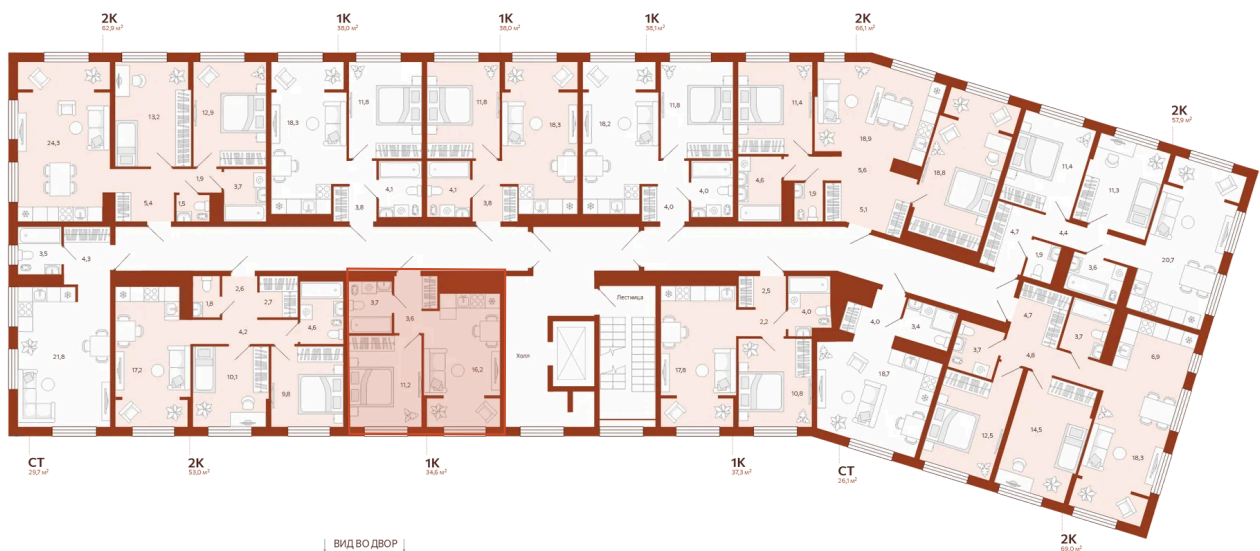 2К
62,9 м²
1К
38,0 м²
1К
38,0 м²
1К
38,1 м²
2К
66,1 м²
2К
57,9 м²
24,3
13,2
12,9
18,3
11,8
11,8
18,3
18,2
11,8
11,4
18,9
18,8
11,4
11,3
20,7
5,4
1,9
1,5
3,7
3,8
4,1
4,1
3,8
4,0
4,0
4,6
1,9
5,6
5,1
4,7
4,4
1,9
3,6
3,5
4,3
21,8
17,2
1,8
2,6
2,7
4,2
4,6
10,1
9,8
3,7
3,6
11,2
16,2
Холл
Лестница
17,8
2,5
2,2
4,0
10,8
4,0
3,4
18,7
3,7
12,5
4,7
4,8
3,7
14,5
6,9
18,3
СТ
29,7 м²
2К
53,0 м²
1К
34,6 м²
1К
37,3 м²
СТ
26,1 м²
2К
69,0 м²
ВИД ВО ДВОР